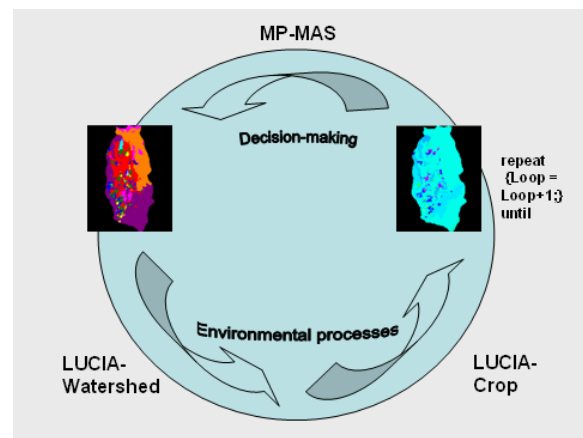 MP-MAS
Decision-making
repeat
{Loop =
Loop+1;}
until
Environmental processes
LUCIA-
Watershed
LUCIA-
Crop